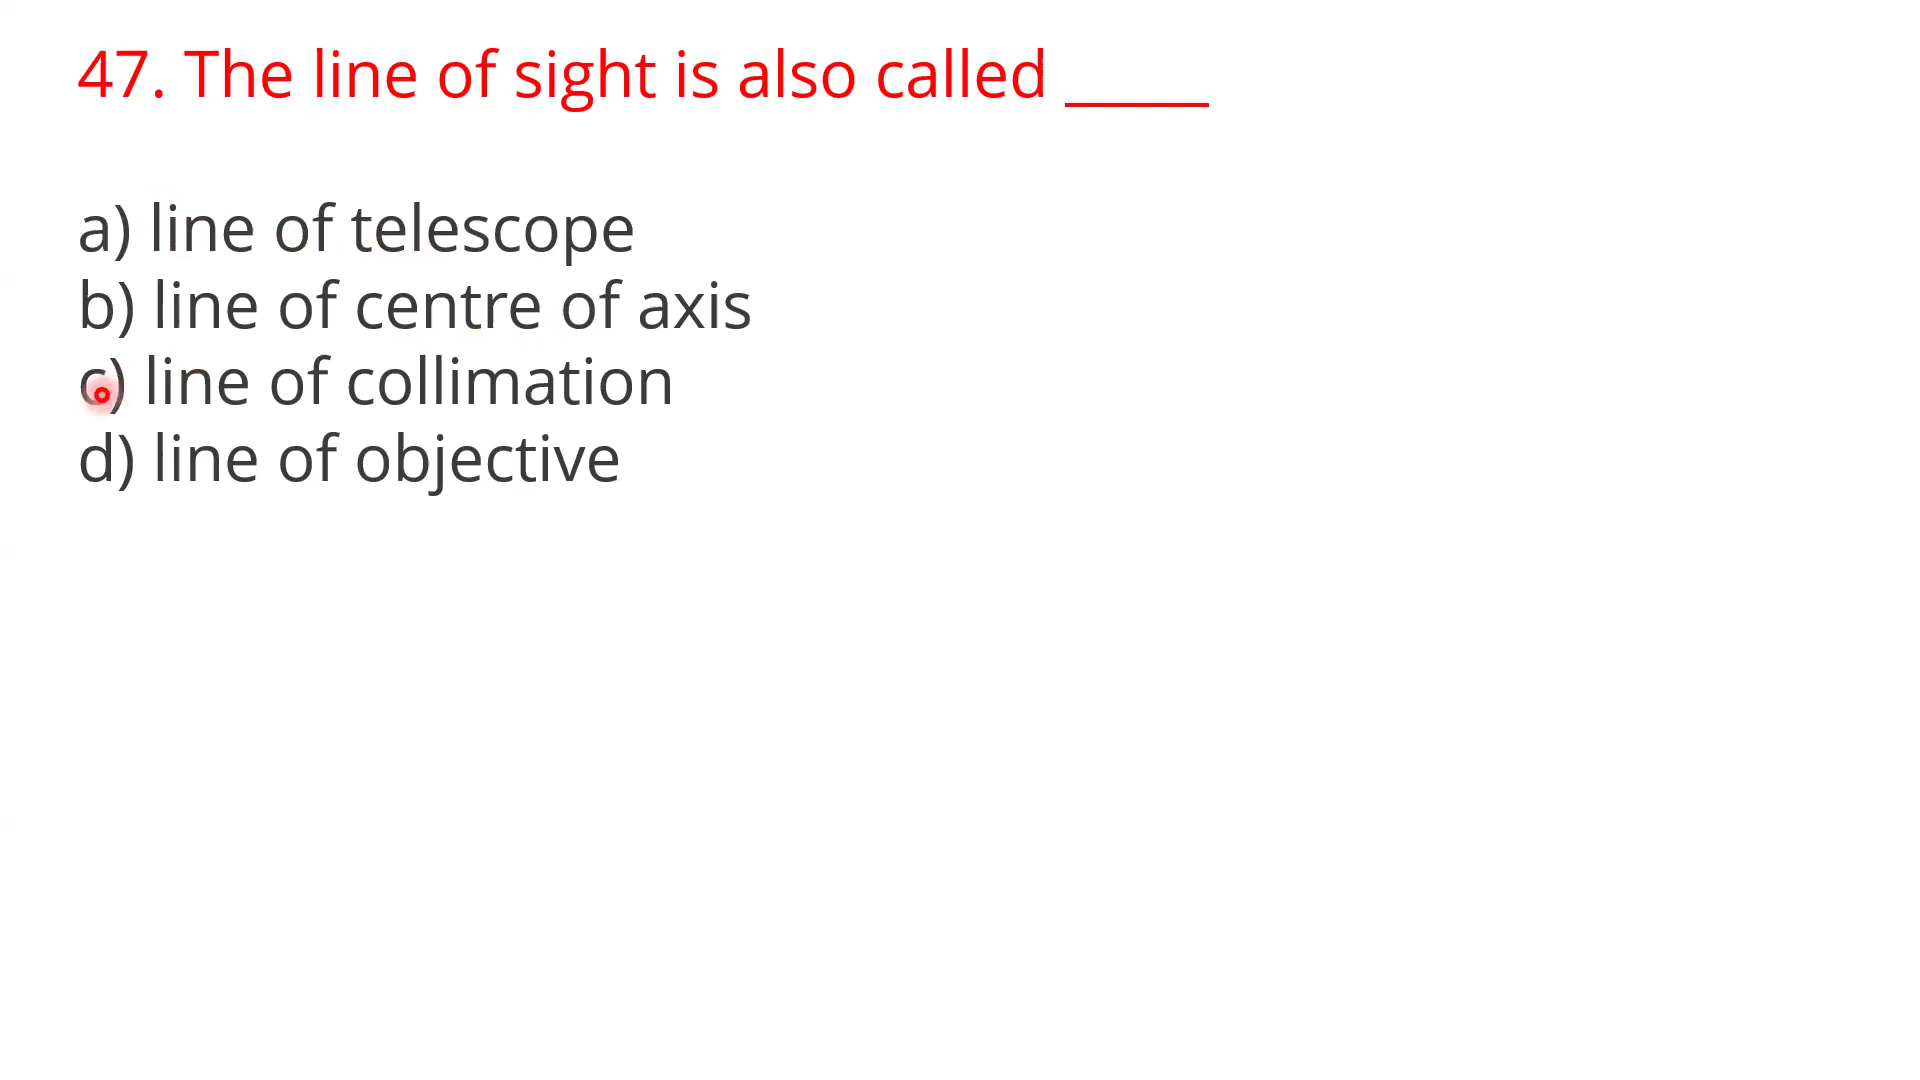 47. The line of sight is also called _____
a) line of telescope
b) line of centre of axis
c) line of collimation
d) line of objective